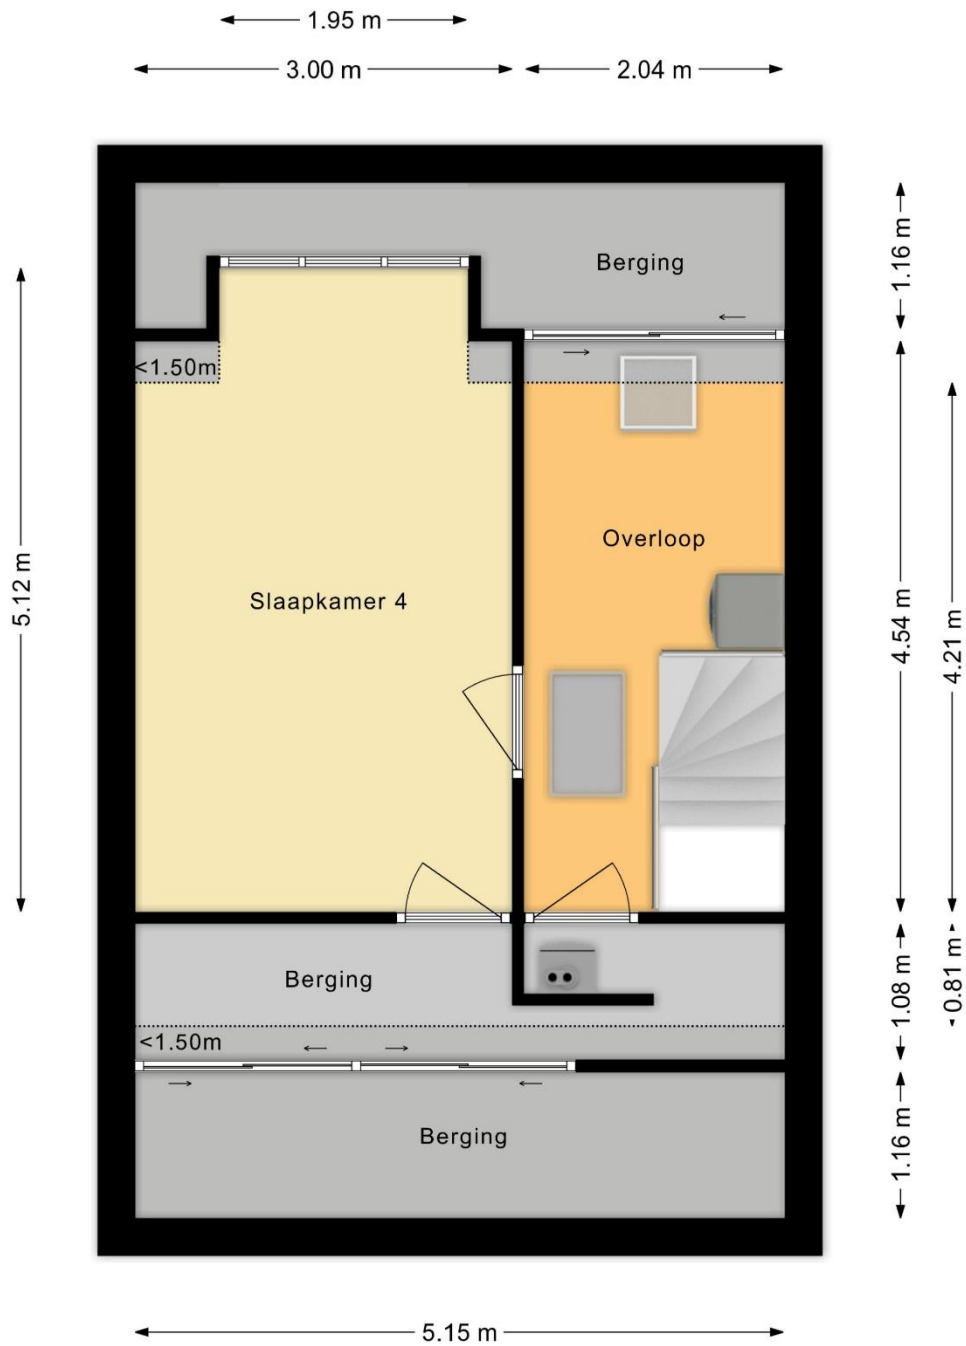 1.95 m
3.00 m
2.04 m
Berging
1.16 m
<1.50m
Overloop
Slaapkamer 4
5.12 m
4.54 m
4.21 m
Berging
1.08 m
0.81 m
<1.50m
Berging
1.16 m
5.15 m